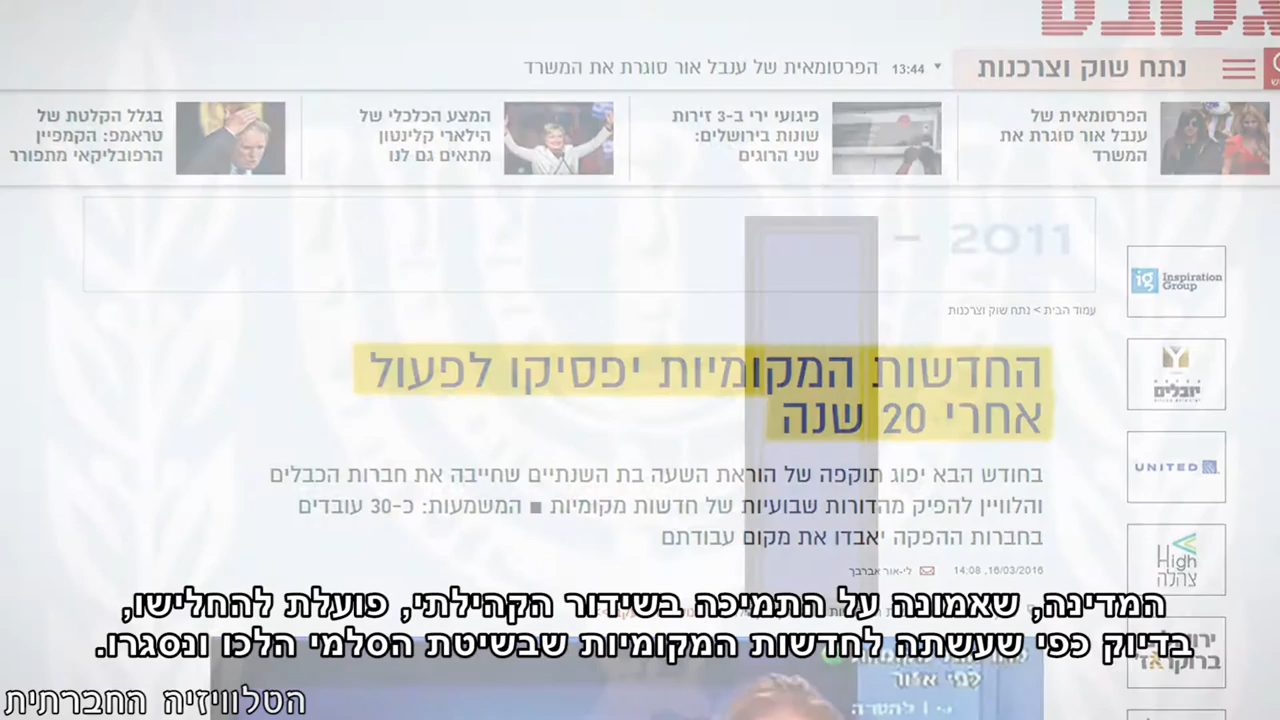 גלובס
נתח שוק וצרכנות
13:44 הפרסומאית של ענבל אור סוגרת את המשרד
הפרסומאית של
ענבל אור סוגרת את
המשרד
פיגועי ירי ב-3 זירות
שונות בירושלים:
שני הרוגים
המצע הכלכלי של
הילארי קלינטון
מתאים גם לנו
בגלל הקלטת של
טראמפ: הקמפיין
הרפובליקאי מתפורר
2011 -
Inspiration
Group
עמוד הבית > נתח שוק וצרכנות
החדשות המקומיות יפסיקו לפעול
אחרי 20 שנה
יובלים
UNITED
בחודש הבא יפוג תוקפה של הוראת השעה בת השנתיים שחייבה את חברות הכבלים
והלוויין להפיק מהדורות שבועיות של חדשות מקומיות ■ המשמעות: כ-30 עובדים
בחברות ההפקה יאבדו את מקום עבודתם
High
צהלה
16/03/2016, 14:08 לי-אור אברבך
המדינה, שאמונה על התמיכה בשידור הקהילתי, פועלת להחלישו,
בדיוק כפי שעשתה לחדשות המקומיות שבשיטת הסלמי הלכו ונסגרו.
הטלוויזיה החברתית